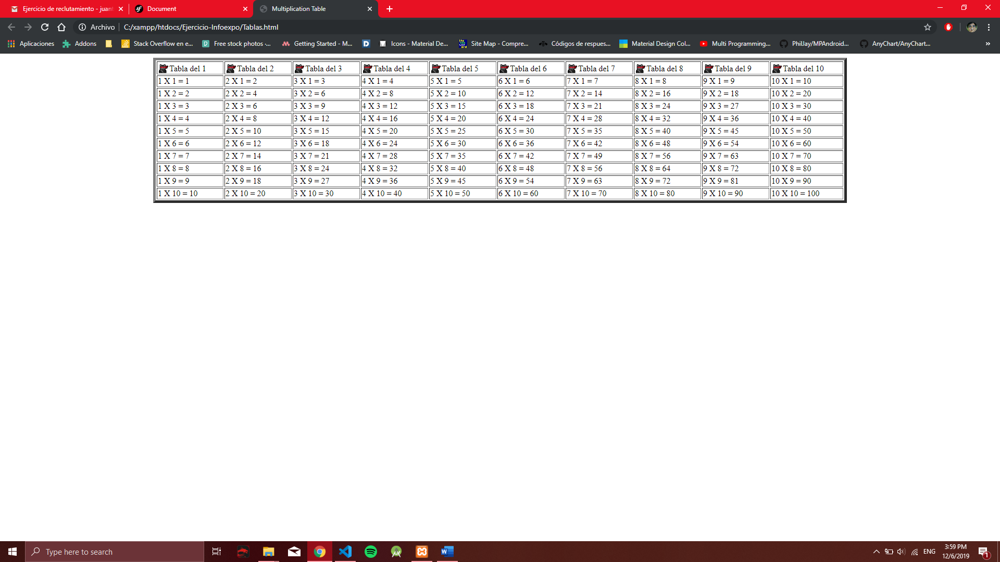 Ejercicio de reclutamiento - juant
Document
Multiplication Table
Archivo C:/xampp/htdocs/Ejercicio-Infoexpo/Tablas.html
Aplicaciones Addons Stack Overflow en e... Free stock photos ·... Getting Started - M... Icons - Material De... Site Map - Compre... Códigos de respues... Material Design Col... Multi Programming... PhilJay/MPAndroid... AnyChart/AnyChart... »
Tabla del 1 Tabla del 2 Tabla del 3 Tabla del 4 Tabla del 5 Tabla del 6 Tabla del 7 Tabla del 8 Tabla del 9 Tabla del 10
1 X 1 = 1 2 X 1 = 2 3 X 1 = 3 4 X 1 = 4 5 X 1 = 5 6 X 1 = 6 7 X 1 = 7 8 X 1 = 8 9 X 1 = 9 10 X 1 = 10
1 X 2 = 2 2 X 2 = 4 3 X 2 = 6 4 X 2 = 8 5 X 2 = 10 6 X 2 = 12 7 X 2 = 14 8 X 2 = 16 9 X 2 = 18 10 X 2 = 20
1 X 3 = 3 2 X 3 = 6 3 X 3 = 9 4 X 3 = 12 5 X 3 = 15 6 X 3 = 18 7 X 3 = 21 8 X 3 = 24 9 X 3 = 27 10 X 3 = 30
1 X 4 = 4 2 X 4 = 8 3 X 4 = 12 4 X 4 = 16 5 X 4 = 20 6 X 4 = 24 7 X 4 = 28 8 X 4 = 32 9 X 4 = 36 10 X 4 = 40
1 X 5 = 5 2 X 5 = 10 3 X 5 = 15 4 X 5 = 20 5 X 5 = 25 6 X 5 = 30 7 X 5 = 35 8 X 5 = 40 9 X 5 = 45 10 X 5 = 50
1 X 6 = 6 2 X 6 = 12 3 X 6 = 18 4 X 6 = 24 5 X 6 = 30 6 X 6 = 36 7 X 6 = 42 8 X 6 = 48 9 X 6 = 54 10 X 6 = 60
1 X 7 = 7 2 X 7 = 14 3 X 7 = 21 4 X 7 = 28 5 X 7 = 35 6 X 7 = 42 7 X 7 = 49 8 X 7 = 56 9 X 7 = 63 10 X 7 = 70
1 X 8 = 8 2 X 8 = 16 3 X 8 = 24 4 X 8 = 32 5 X 8 = 40 6 X 8 = 48 7 X 8 = 56 8 X 8 = 64 9 X 8 = 72 10 X 8 = 80
1 X 9 = 9 2 X 9 = 18 3 X 9 = 27 4 X 9 = 36 5 X 9 = 45 6 X 9 = 54 7 X 9 = 63 8 X 9 = 72 9 X 9 = 81 10 X 9 = 90
1 X 10 = 10 2 X 10 = 20 3 X 10 = 30 4 X 10 = 40 5 X 10 = 50 6 X 10 = 60 7 X 10 = 70 8 X 10 = 80 9 X 10 = 90 10 X 10 = 100
Type here to search
ENG
3:59 PM
12/6/2019
1